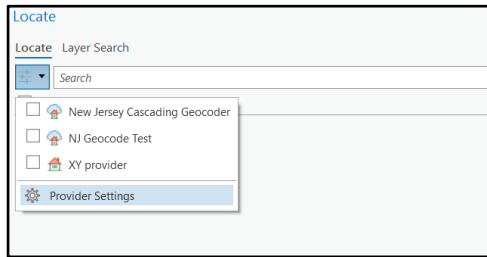 Locate
Locate Layer Search
Search
New Jersey Cascading Geocoder
NJ Geocode Test
XY provider
Provider Settings